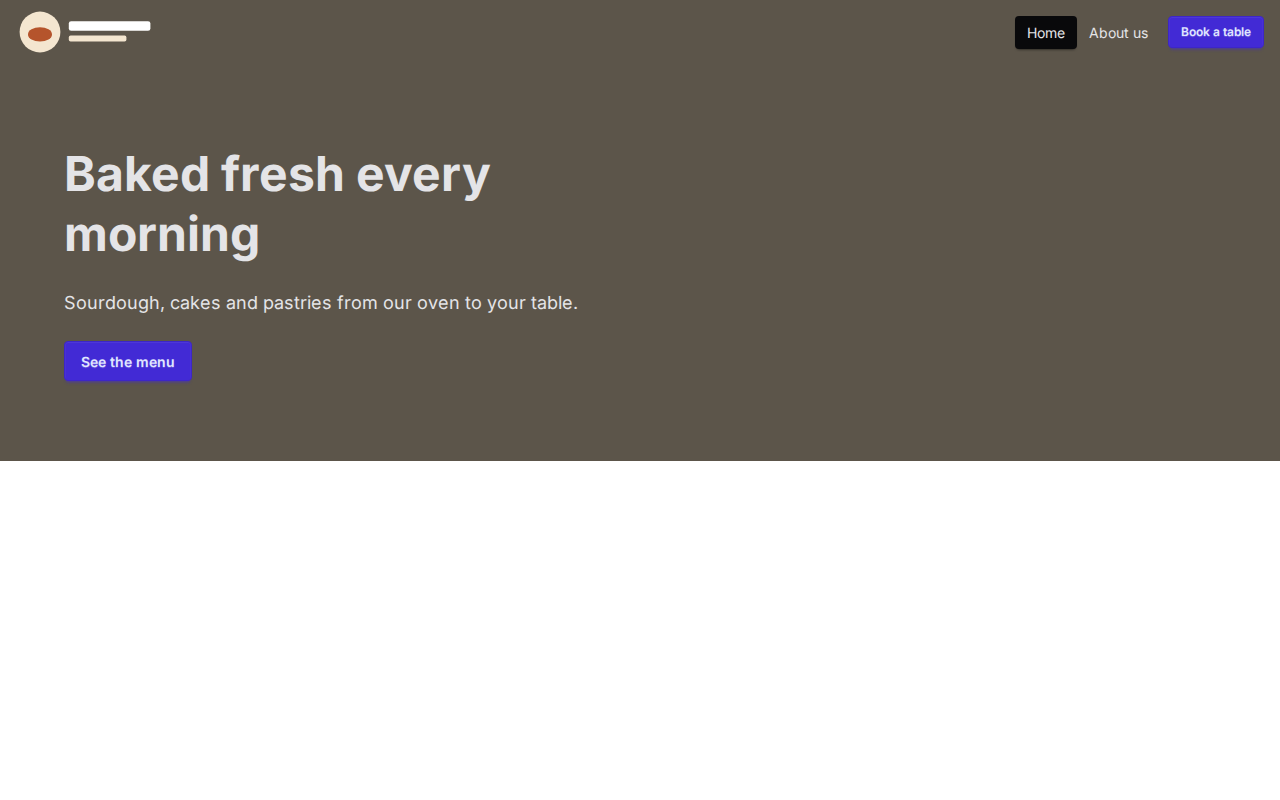 Home
About us
Book a table
Baked fresh every
morning
Sourdough, cakes and pastries from our oven to your table.
See the menu